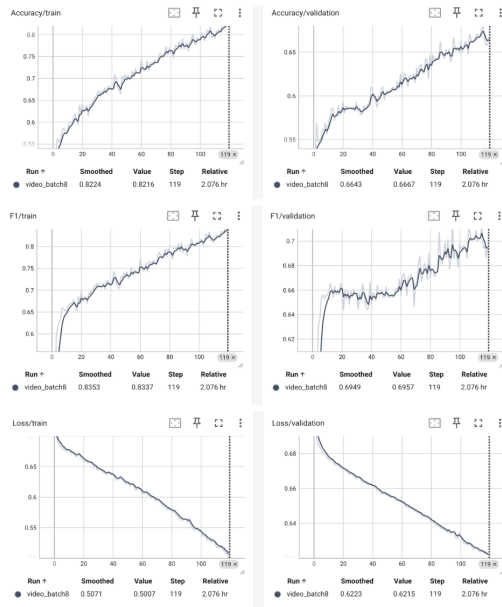 Accuracy/train
0.8
0.75
0.7
0.65
0.6
0.55
0 20 40 60 80 100 119 ×
Run ↑ Smoothed Value Step Relative
video_batch8 0.8224 0.8216 119 2.076 hr
Accuracy/validation
0.65
0.6
0.55
0 20 40 60 80 100 119 ×
Run ↑ Smoothed Value Step Relative
video_batch8 0.6643 0.6667 119 2.076 hr
F1/train
0.8
0.75
0.7
0.65
0.6
0 20 40 60 80 100 119 ×
Run ↑ Smoothed Value Step Relative
video_batch8 0.8353 0.8337 119 2.076 hr
F1/validation
0.7
0.68
0.66
0.64
0.62
0 20 40 60 80 100 119 ×
Run ↑ Smoothed Value Step Relative
video_batch8 0.6949 0.6957 119 2.076 hr
Loss/train
0.65
0.6
0.55
0 20 40 60 80 100 119 ×
Run ↑ Smoothed Value Step Relative
video_batch8 0.5071 0.5007 119 2.076 hr
Loss/validation
0.68
0.66
0.64
0 20 40 60 80 100 119 ×
Run ↑ Smoothed Value Step Relative
video_batch8 0.6223 0.6215 119 2.076 hr